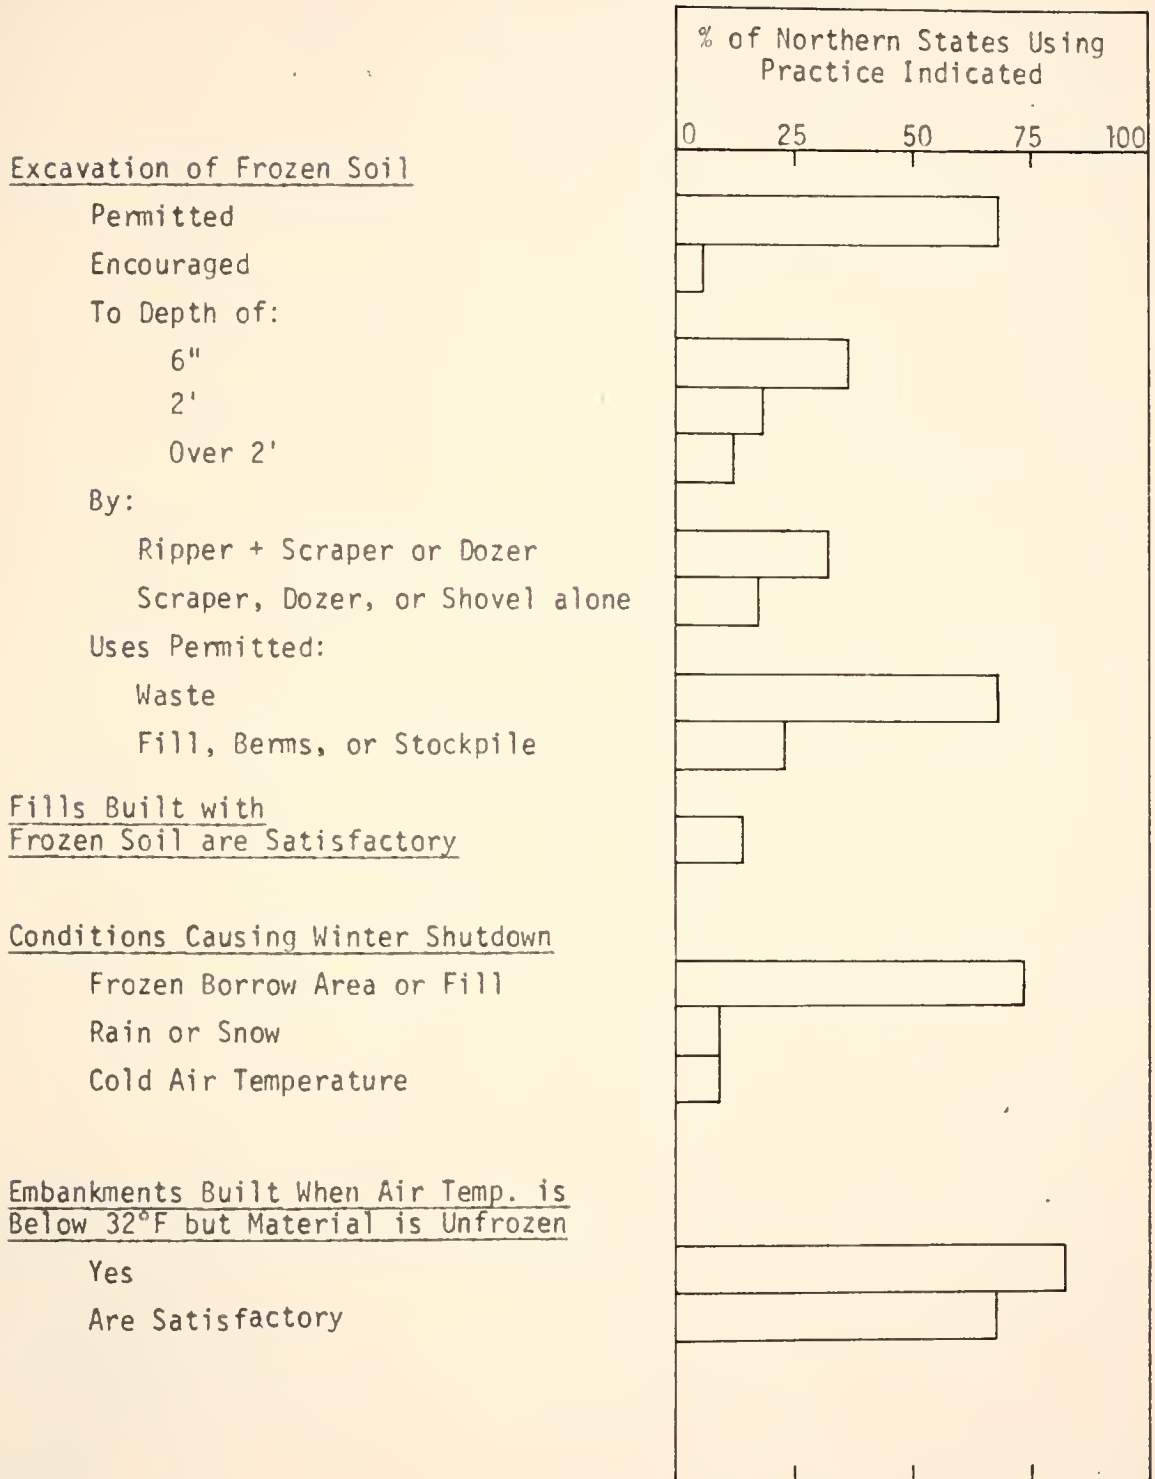 % of Northern States Using
Practice Indicated
0 25 50 75 100
Excavation of Frozen Soil
Permitted
Encouraged
To Depth of:
6"
2'
Over 2'
By:
Ripper + Scraper or Dozer
Scraper, Dozer, or Shovel alone
Uses Permitted:
Waste
Fill, Berms, or Stockpile
Fills Built with
Frozen Soil are Satisfactory
Conditions Causing Winter Shutdown
Frozen Borrow Area or Fill
Rain or Snow
Cold Air Temperature
Embankments Built When Air Temp. is
Below 32°F but Material is Unfrozen
Yes
Are Satisfactory